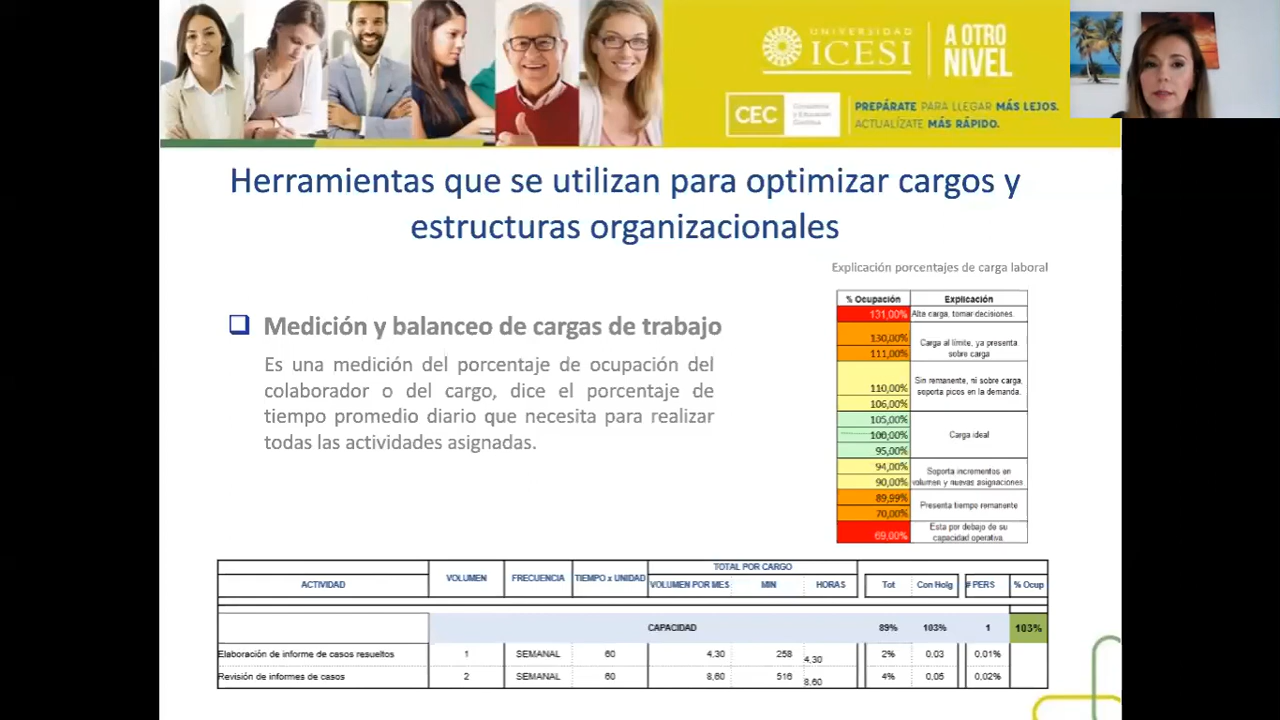 UNIVERSIDAD
ICESI
A OTRO
NIVEL
CEC
Consultoría
y Educación
Continua
PREPÁRATE PARA LLEGAR MÁS LEJOS.
ACTUALÍZATE MÁS RÁPIDO.
Herramientas que se utilizan para optimizar cargos y
estructuras organizacionales
Explicación porcentajes de carga laboral
Medición y balanceo de cargas de trabajo
Es una medición del porcentaje de ocupación del
colaborador o del cargo, dice el porcentaje de
tiempo promedio diario que necesita para realizar
todas las actividades asignadas.
% Ocupación Explicación
131,00% Alta carga, tomar decisiones.
130,00%
111,00%
Carga al límite, ya presenta
sobre carga
110,00%
106,00%
Sin remanente, ni sobre carga,
soporta picos en la demanda.
105,00%
100,00%
95,00%
Carga ideal
94,00%
90,00%
Soporta incrementos en
volumen y nuevas asignaciones
89,99%
70,00%
Presenta tiempo remanente
69,00%
Esta por debajo de su
capacidad operativa
ACTIVIDAD VOLUMEN FRECUENCIA TIEMPO x UNIDAD TOTAL POR CARGO
VOLUMEN POR MES MIN HORAS Tot Con Holg # PERS % Ocup
CAPACIDAD 89% 103% 1 103%
Elaboración de informe de casos resueltos 1 SEMANAL 60 4,30 258 4,30 2% 0,03 0,01%
Revisión de informes de casos 2 SEMANAL 60 8,60 516 8,60 4% 0,05 0,02%